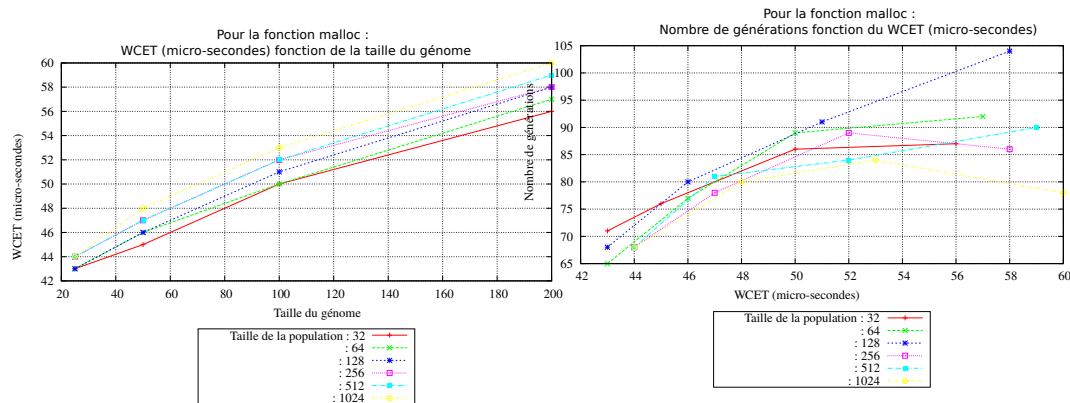 Pour la fonction malloc :
WCET (micro-secondes) fonction de la taille du génome
60
58
56
54
52
50
48
46
44
42
WCET (micro-secondes)
20 40 60 80 100 120 140 160 180 200
Taille du génome
Taille de la population : 32
: 64
: 128
: 256
: 512
: 1024
Pour la fonction malloc :
Nombre de générations fonction du WCET (micro-secondes)
105
100
95
90
85
80
75
70
65
Nombre de générations
42 44 46 48 50 52 54 56 58 60
WCET (micro-secondes)
Taille de la population : 32
: 64
: 128
: 256
: 512
: 1024